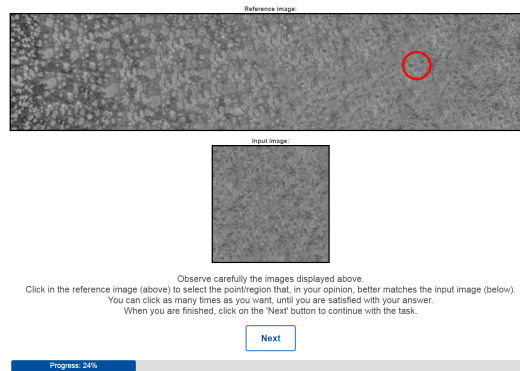 Reference image:
Input image:
Observe carefully the images displayed above.
Click in the reference image (above) to select the point/region that, in your opinion, better matches the input image (below).
You can click as many times as you want, until you are satisfied with your answer.
When you are finished, click on the 'Next' button to continue with the task.
Next
Progress: 24%